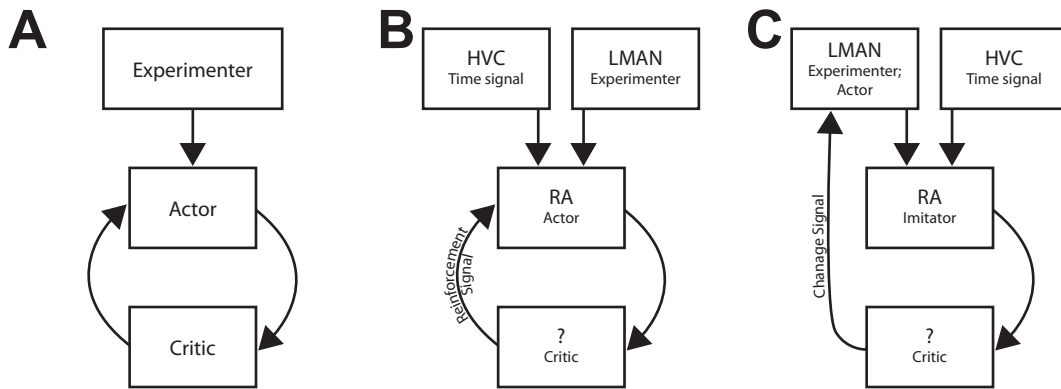 A
Experimenter
Actor
Critic
B
HVC
Time signal
LMAN
Experimenter
RA
Actor
Reinforcement
Signal
?
Critic
C
LMAN
Experimenter;
Actor
HVC
Time signal
RA
Imitator
Chanage Signal
?
Critic